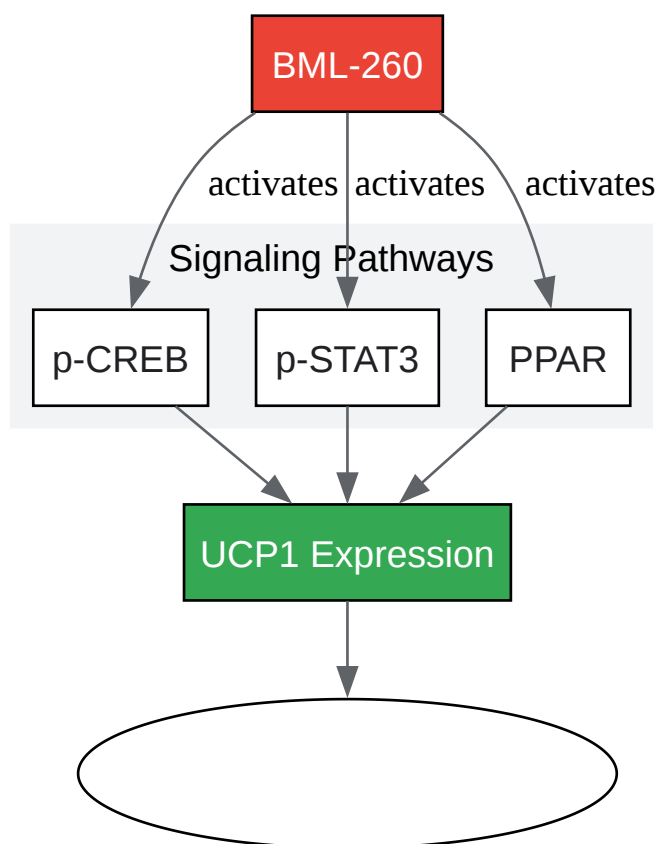 BML-260
activates activates activates
Signaling Pathways
p-CREB p-STAT3 PPAR
UCP1 Expression